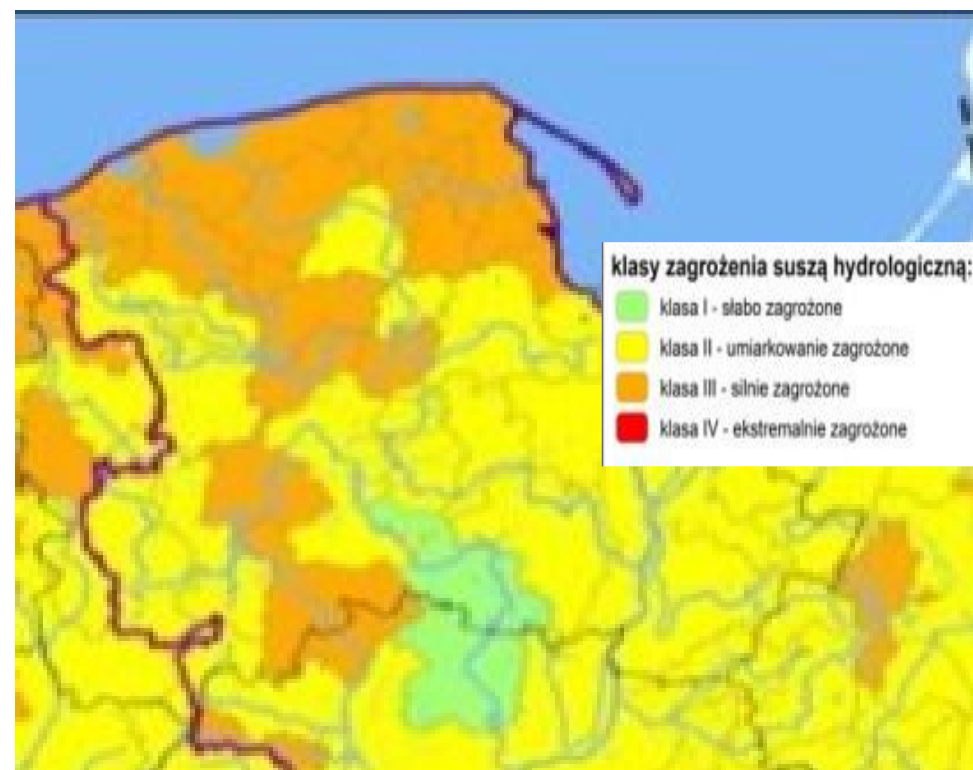 klasy zagrożenia suszą hydrologiczną:
klasa I - słabo zagrożone
klasa II - umiarkowanie zagrożone
klasa III - silnie zagrożone
klasa IV - ekstremalnie zagrożone